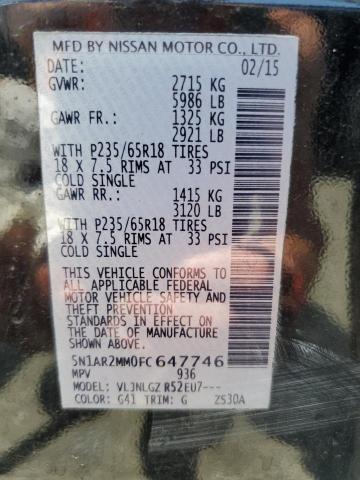 MFD BY NISSAN MOTOR CO., LTD.
DATE: 02/15
GVWR: 2715 KG
5986 LB
GAWR FR.: 1325 KG
2921 LB
WITH P235/65R18 TIRES
18 X 7.5 RIMS AT 33 PSI
COLD SINGLE
GAWR RR.: 1415 KG
3120 LB
WITH P235/65R18 TIRES
18 X 7.5 RIMS AT 33 PSI
COLD SINGLE
THIS VEHICLE CONFORMS TO
ALL APPLICABLE FEDERAL
MOTOR VEHICLE SAFETY AND
THEFT PREVENTION
STANDARDS IN EFFECT ON
THE DATE OF MANUFACTURE
SHOWN ABOVE.
5N1AR2MM0FC647746
MPV 936
MODEL: VLJNLGZ R52EU7---
COLOR: G41 TRIM: G ZS30A